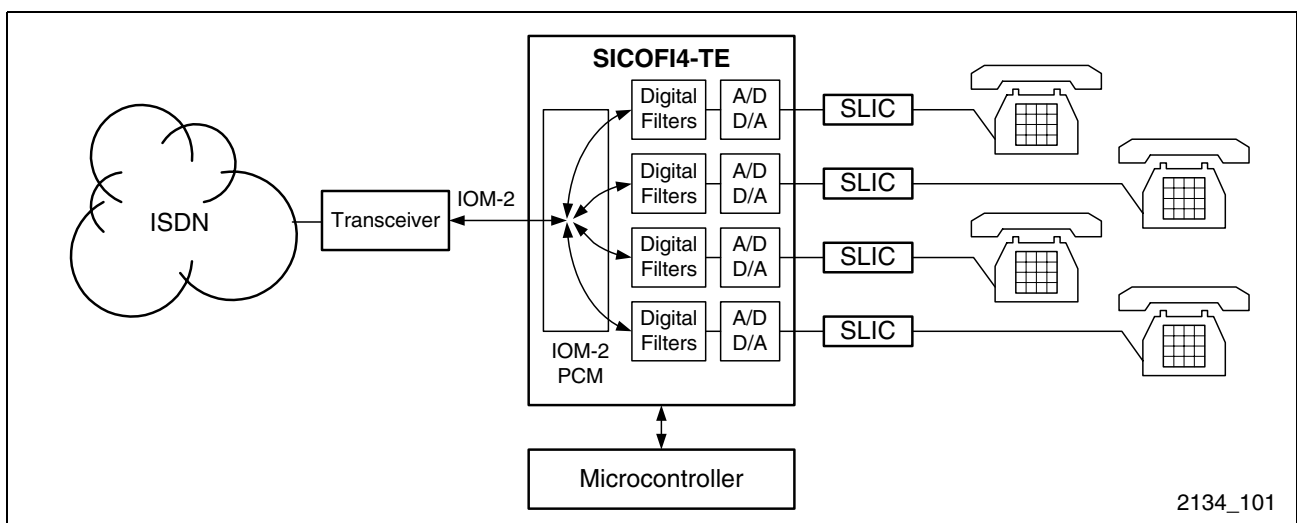 SICOFI4-TE
ISDN
Transceiver
IOM-2
IOM-2
PCM
Digital
Filters
A/D
D/A
SLIC
Digital
Filters
A/D
D/A
SLIC
Digital
Filters
A/D
D/A
SLIC
Digital
Filters
A/D
D/A
SLIC
Microcontroller
2134_101